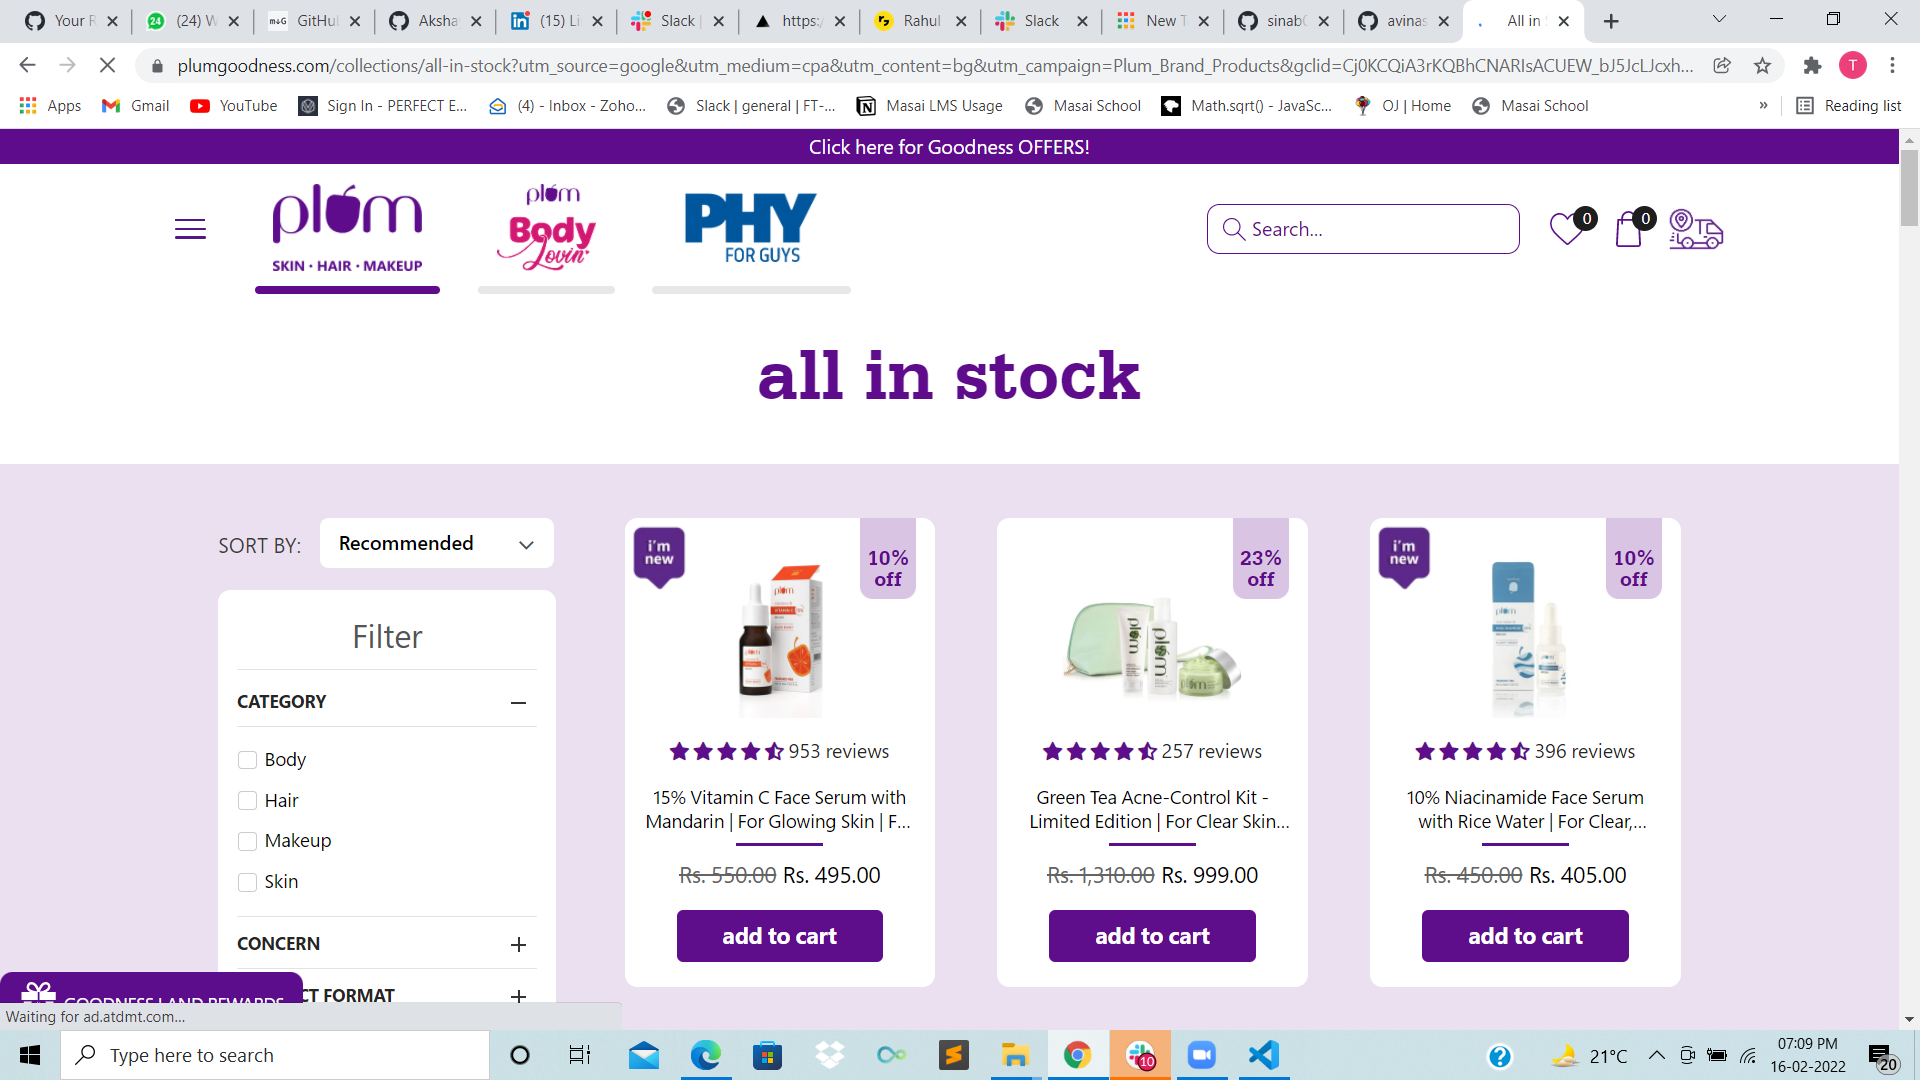 Your R
(24) W
GitHul
Aksha
(15) Li
Slack |
https:/
Rahul
Slack
New T
sinab(
avinas
All in
plumgoodness.com/collections/all-in-stock?utm_source=google&utm_medium=cpa&utm_content=bg&utm_campaign=Plum_Brand_Products&gclid=Cj0KCQiA3rKQBhCNARIsACUEW_bJ5JcLJcxh...
T
Apps
Gmail
YouTube
Sign In - PERFECT E...
(4) - Inbox - Zoho...
Slack | general | FT-...
Masai LMS Usage
Masai School
Math.sqrt() - JavaSc...
OJ | Home
Masai School
»
Reading list
Click here for Goodness OFFERS!
plum
SKIN · HAIR · MAKEUP
plum
Body
Lovin'
PHY
FOR GUYS
Search...
0
0
all in stock
SORT BY:
Recommended
Filter
CATEGORY
Body
Hair
Makeup
Skin
CONCERN
CT FORMAT
GOODNESS LAND REWARDS
i'm
new
10%
off
plum
953 reviews
15% Vitamin C Face Serum with
Mandarin | For Glowing Skin | F...
Rs. 550.00 Rs. 495.00
add to cart
23%
off
plum
plum
plum
257 reviews
Green Tea Acne-Control Kit -
Limited Edition | For Clear Skin...
Rs. 1,310.00 Rs. 999.00
add to cart
i'm
new
10%
off
plum
396 reviews
10% Niacinamide Face Serum
with Rice Water | For Clear,...
Rs. 450.00 Rs. 405.00
add to cart
Waiting for ad.atdmt.com...
Type here to search
10
21°C
07:09 PM
16-02-2022
20